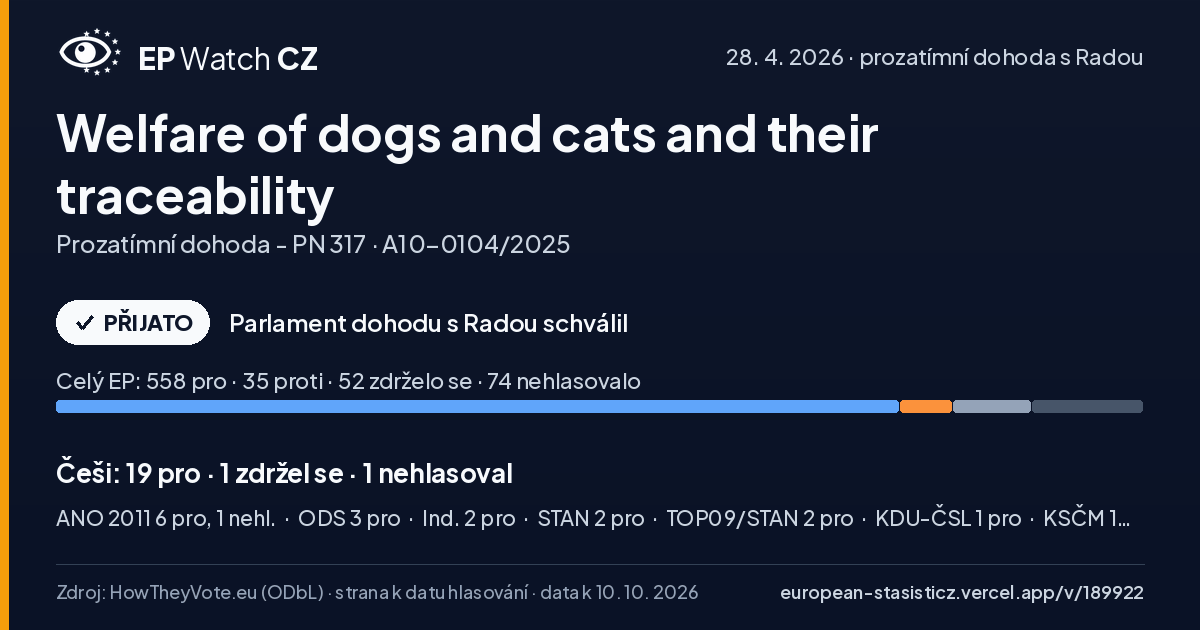 EP Watch CZ
28. 4. 2026 · prozatímní dohoda s Radou
Welfare of dogs and cats and their
traceability
Prozatímní dohoda – PN 317 · A10–0104/2025
✓ PŘIJATO
Parlament dohodu s Radou schválil
Celý EP: 558 pro · 35 proti · 52 zdrželo se · 74 nehlasovalo
Češi: 19 pro · 1 zdržel se · 1 nehlasoval
ANO 2011 6 pro, 1 nehl. · ODS 3 pro · Ind. 2 pro · STAN 2 pro · TOP09/STAN 2 pro · KDU-ČSL 1 pro · KSČM 1…
Zdroj: HowTheyVote.eu (ODbL) · strana k datu hlasování · data k 10. 10. 2026
european-stasisticz.vercel.app/v/189922